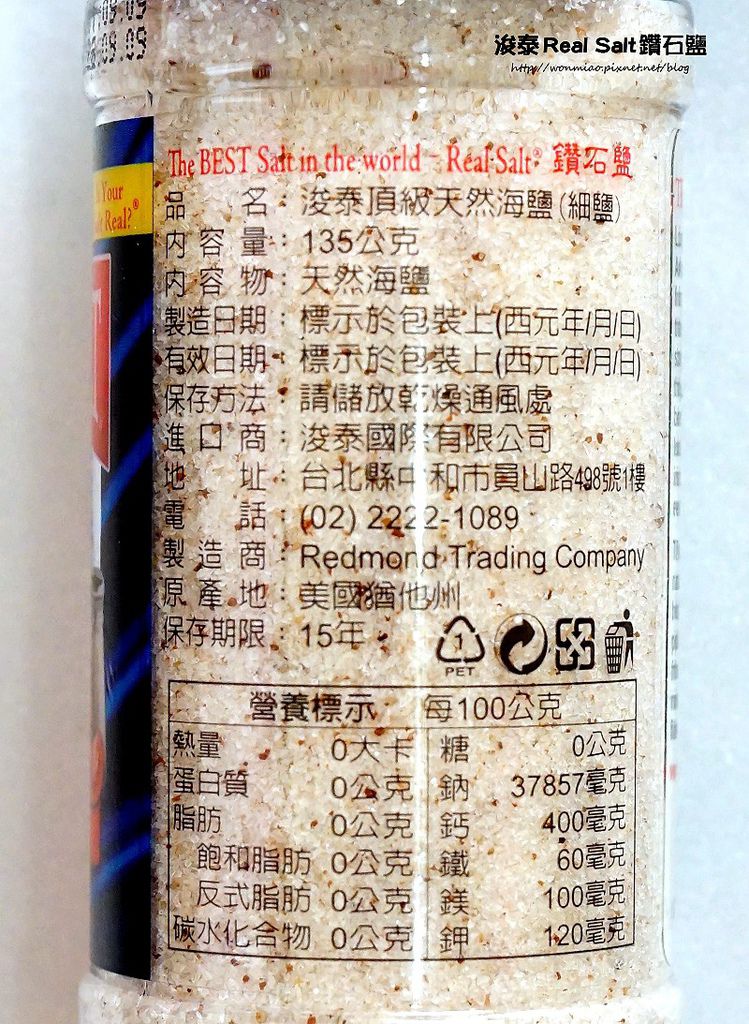 09.09
浚泰Real Salt鑽石鹽
http://wonmiao.pixnet.net/blog
The BEST Salt in the world - Real Salt® 鑽石鹽
Your
Real?®
品名：浚泰頂級天然海鹽(細鹽)
內容量：135公克
內容物：天然海鹽
製造日期：標示於包裝上(西元年/月/日)
有效日期：標示於包裝上(西元年/月/日)
保存方法：請儲放乾燥通風處
進口商：浚泰國際有限公司
地址：台北縣中和市員山路498號1樓
電話：(02) 2222-1089
製造商：Redmond Trading Company
原產地：美國猶他州
保存期限：15年
1
PET
營養標示 每100公克
熱量 0大卡 糖 0公克
蛋白質 0公克 鈉 37857毫克
脂肪 0公克 鈣 400毫克
飽和脂肪 0公克 鐵 60毫克
反式脂肪 0公克 鎂 100毫克
碳水化合物 0公克 鉀 120毫克